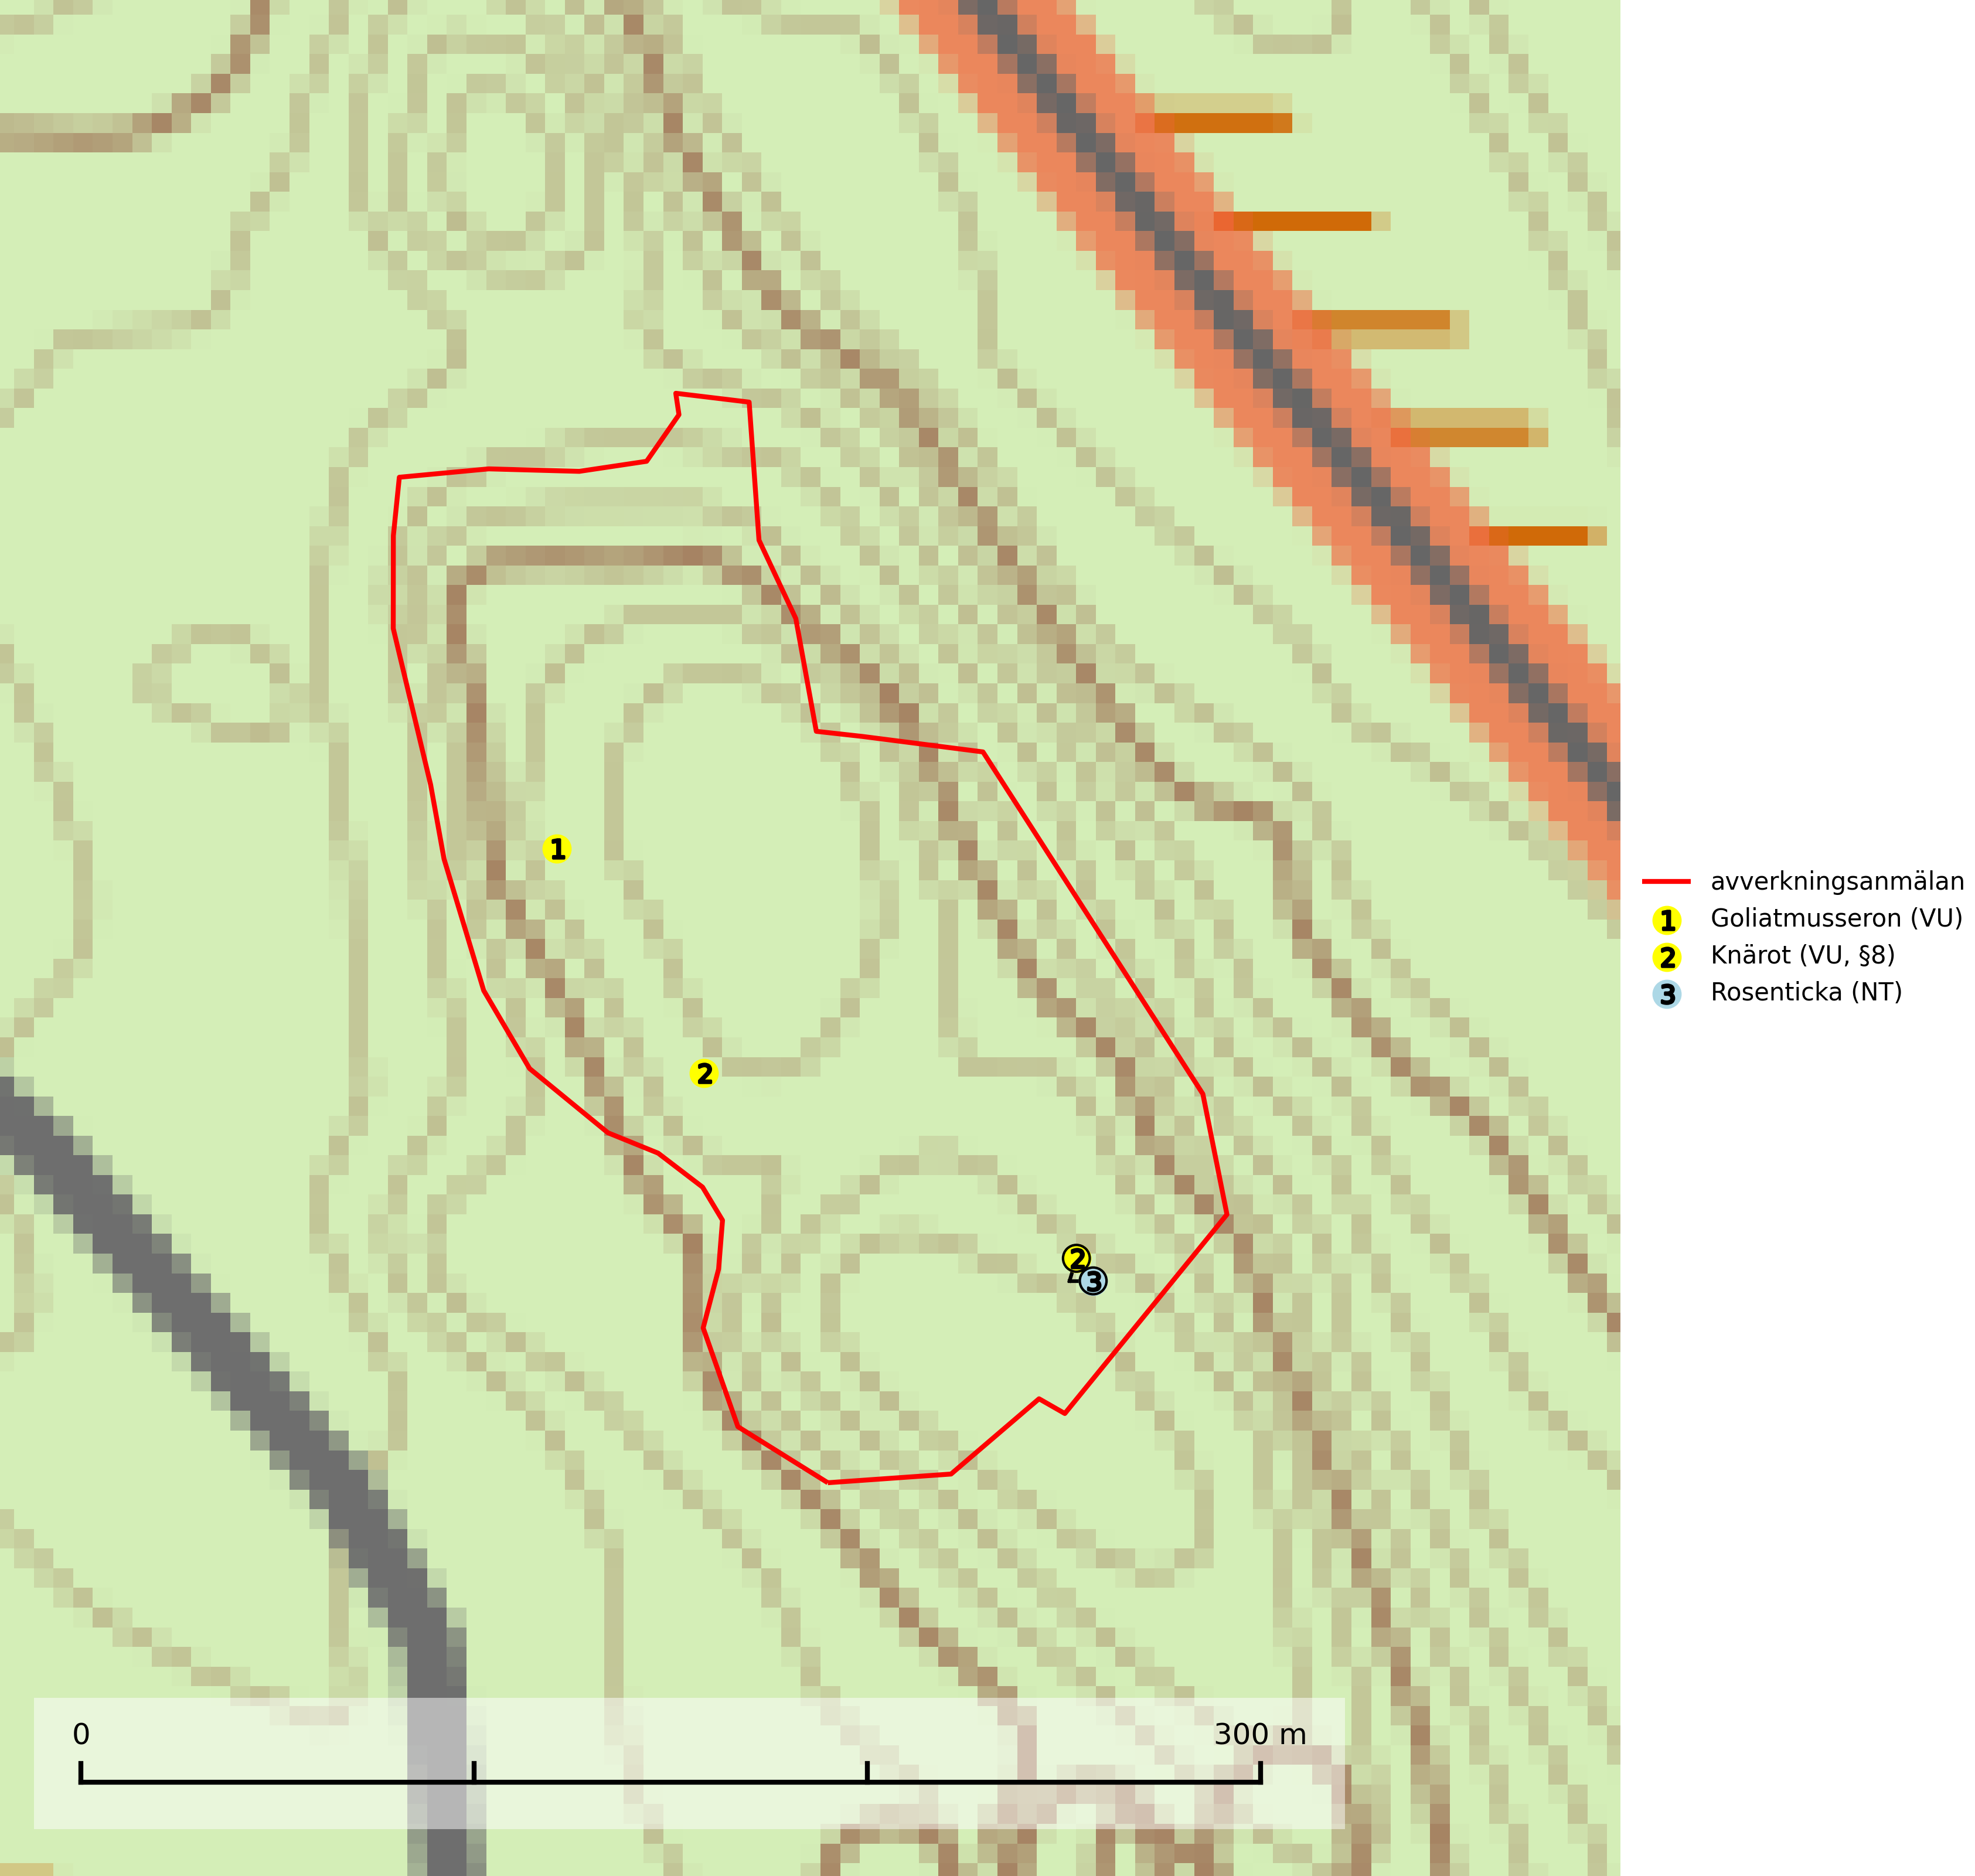 1
2
2
3
avverkningsanmälan
1 Goliatmusseron (VU)
2 Knärot (VU, §8)
3 Rosenticka (NT)
0 300 m